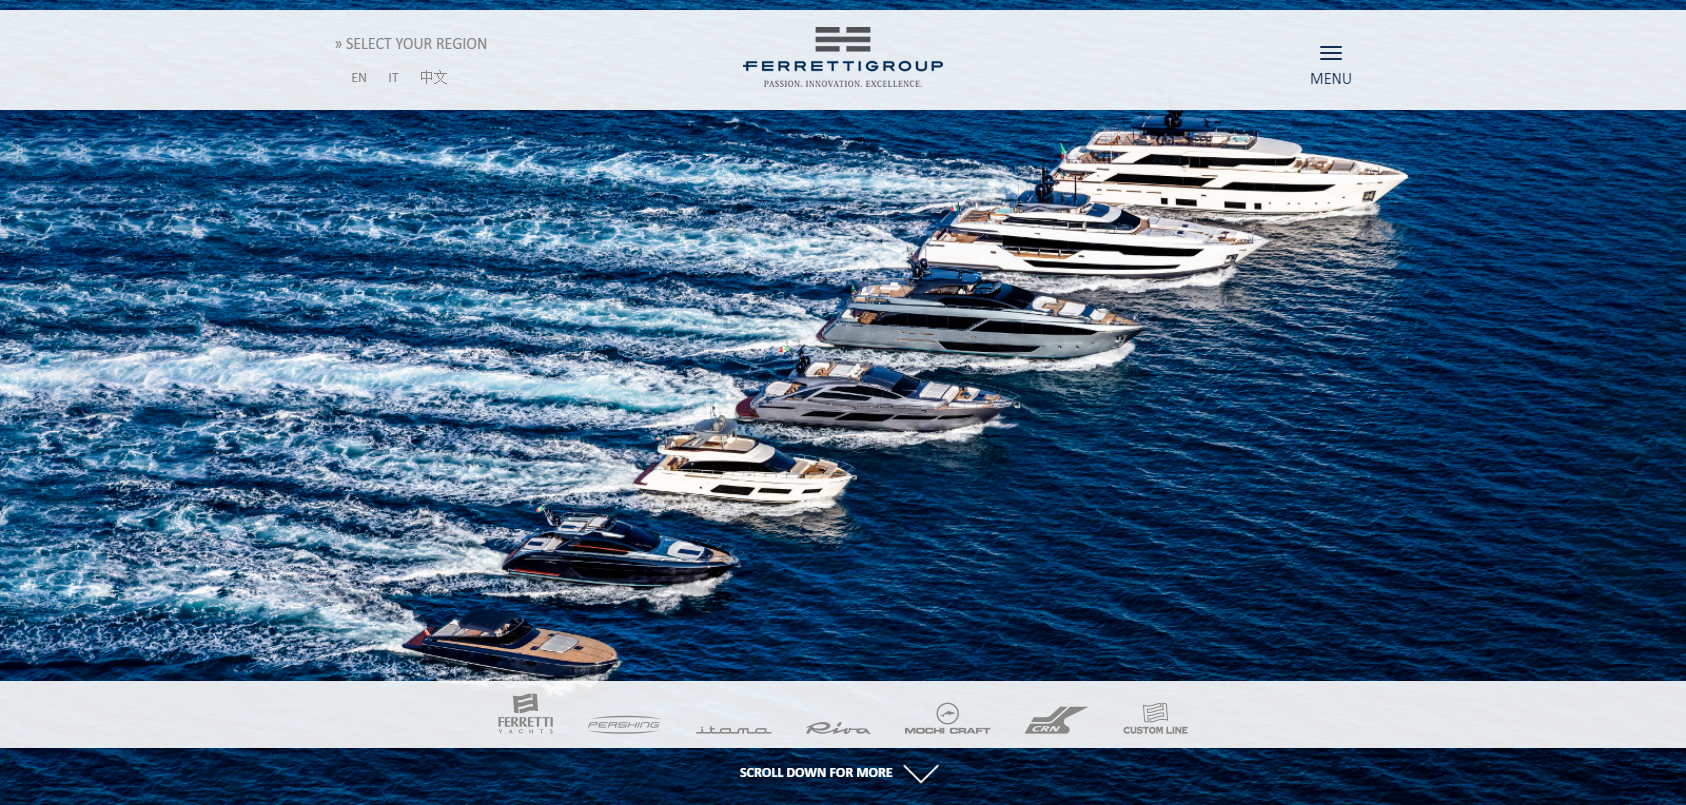 » SELECT YOUR REGION
EN IT 中文
FERRETTIGROUP
PASSION. INNOVATION. EXCELLENCE.
MENU
FERRETTI
YACHTS
PERSHING
itama
Riva
MOCHI CRAFT
CRN
CUSTOM LINE
SCROLL DOWN FOR MORE